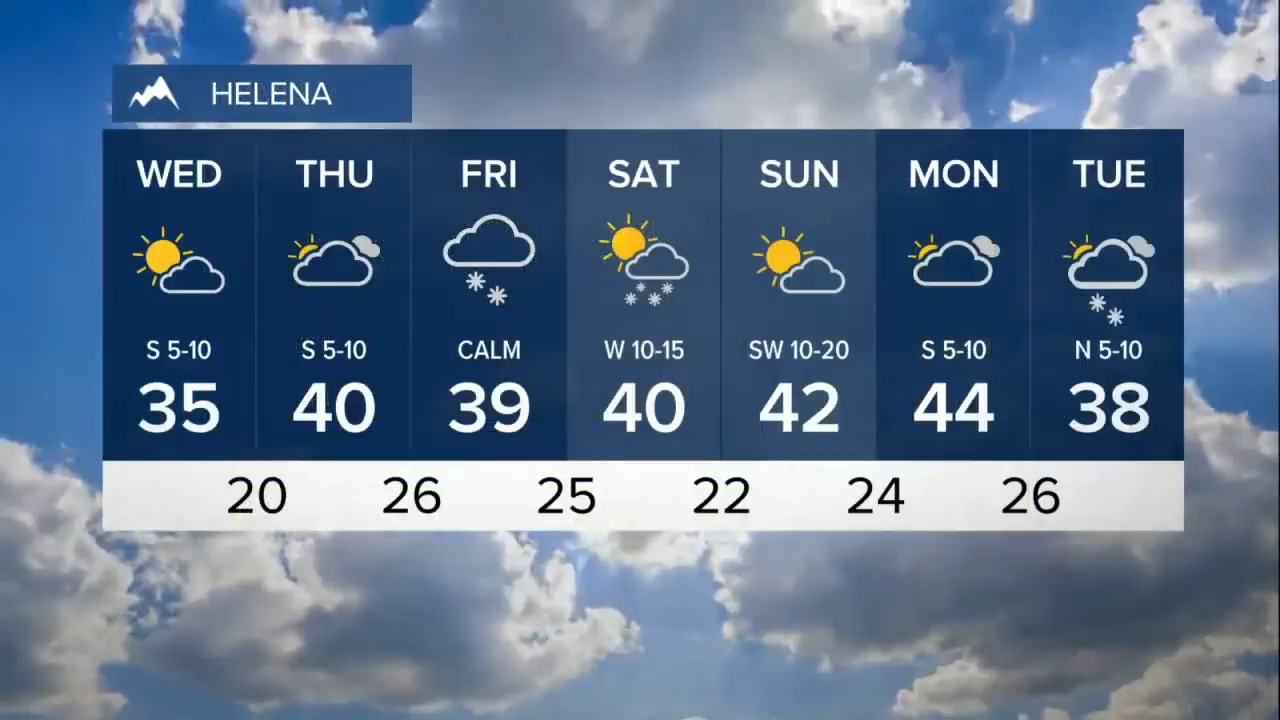 HELENA
WED THU FRI SAT SUN MON TUE
S 5-10 S 5-10 CALM W 10-15 SW 10-20 S 5-10 N 5-10
35 40 39 40 42 44 38
20 26 25 22 24 26